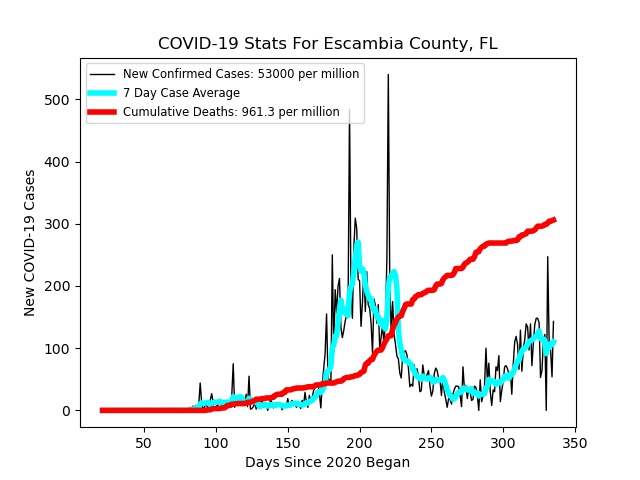 COVID-19 Stats For Escambia County, FL
New Confirmed Cases: 53000 per million
7 Day Case Average
Cumulative Deaths: 961.3 per million
New COVID-19 Cases
500
400
300
200
100
0
50
100
150
200
250
300
350
Days Since 2020 Began